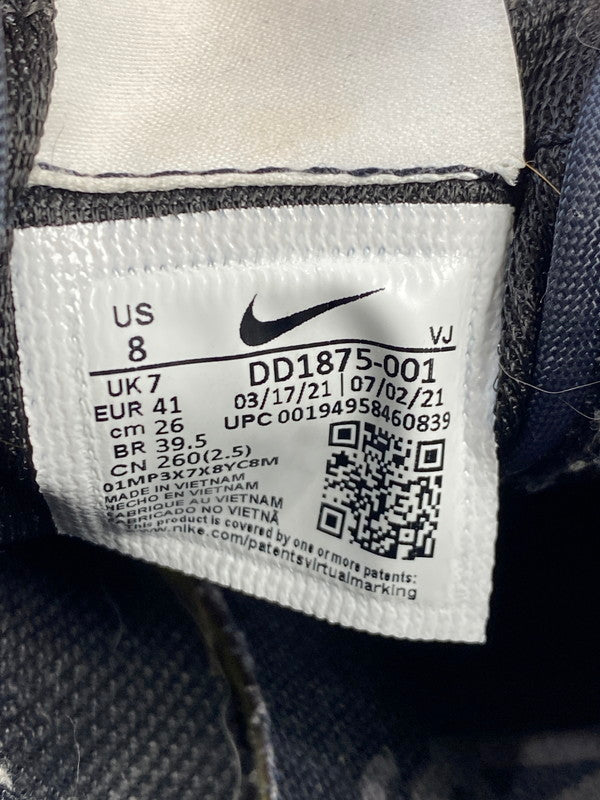 US
8
VJ
DD1875-001
UK 7
03/17/21 | 07/02/21
EUR 41
UPC 00194958460839
cm 26
BR 39.5
CN 260(2.5)
01MP3X7X8YC8M
MADE IN VIETNAM
HECHO EN VIETNAM
FABRIQUE AU VIETNAM
FABRICADO NO VIETNÃ
This product is covered by one or more patents:
www.nike.com/patentsvirtualmarking